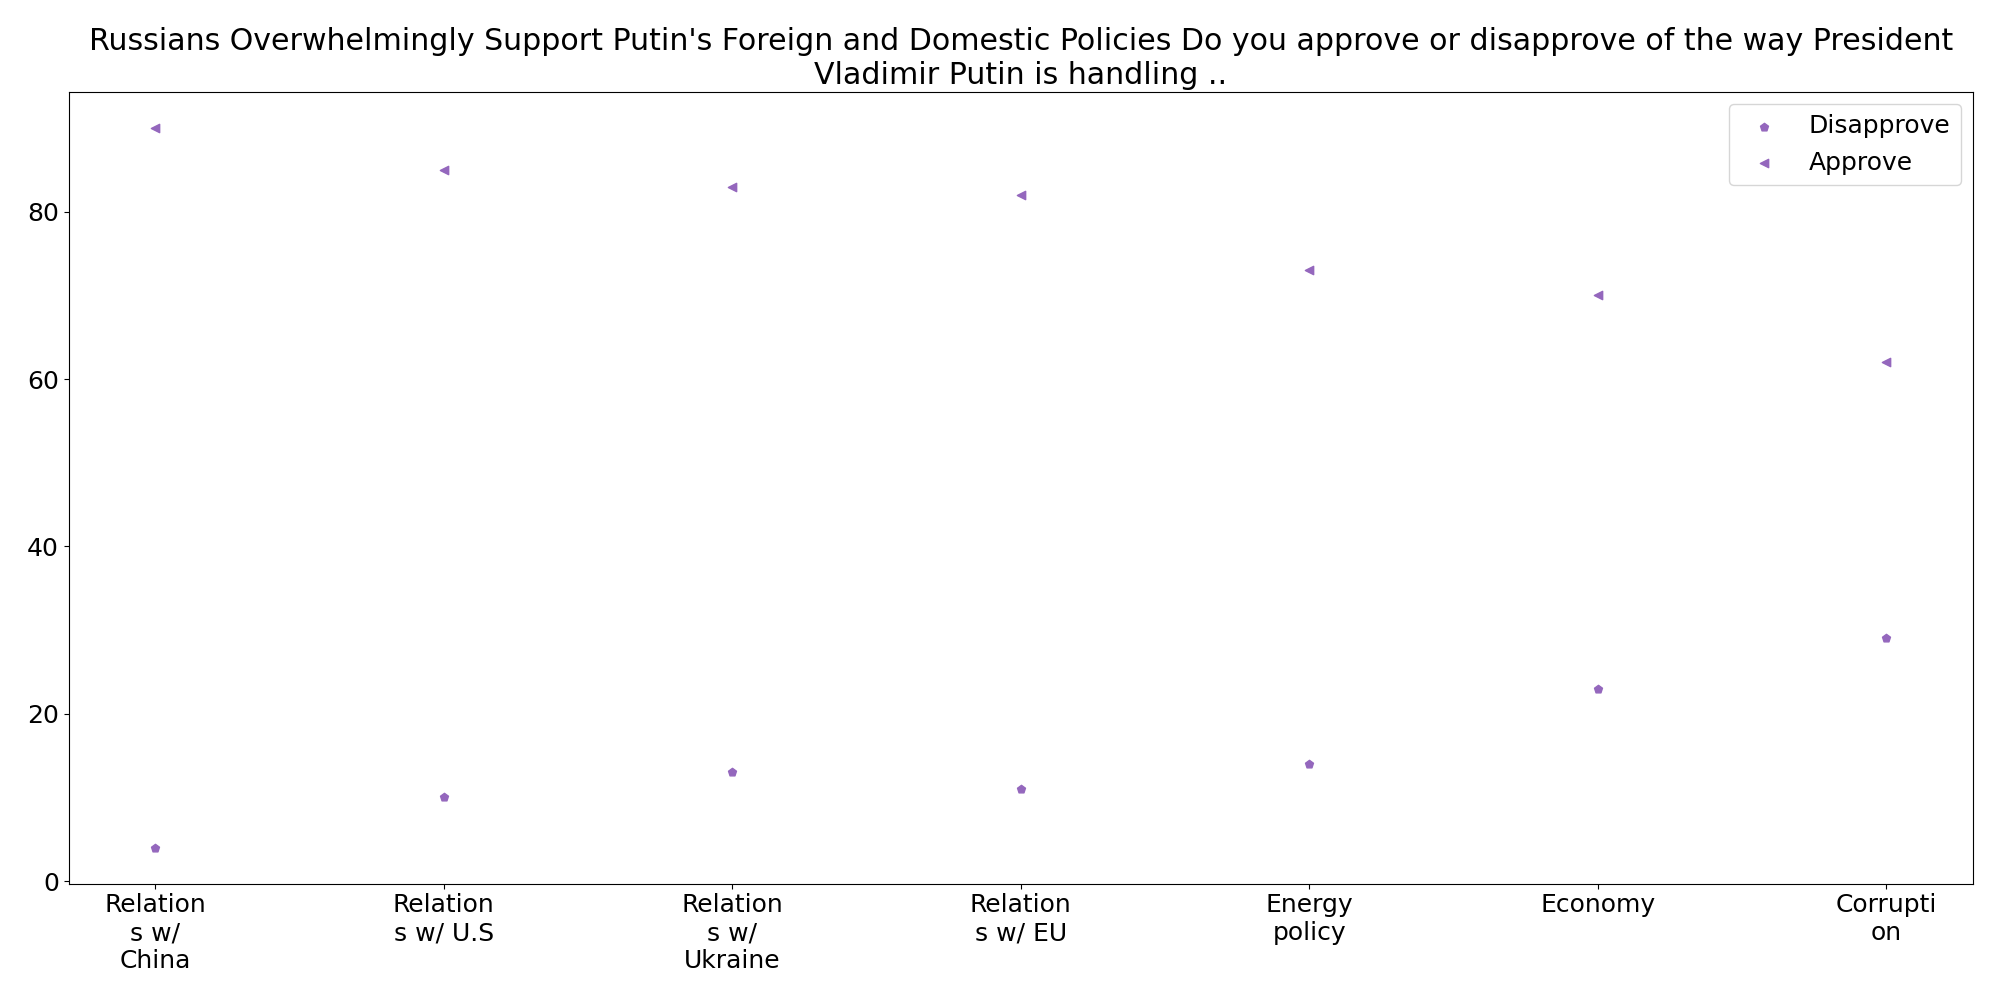 Russians Overwhelmingly Support Putin's Foreign and Domestic Policies Do you approve or disapprove of the way President
Vladimir Putin is handling ..
Disapprove
Approve
80
60
40
20
0
Relation
s w/
China
Relation
s w/ U.S
Relation
s w/
Ukraine
Relation
s w/ EU
Energy
policy
Economy
Corrupti
on